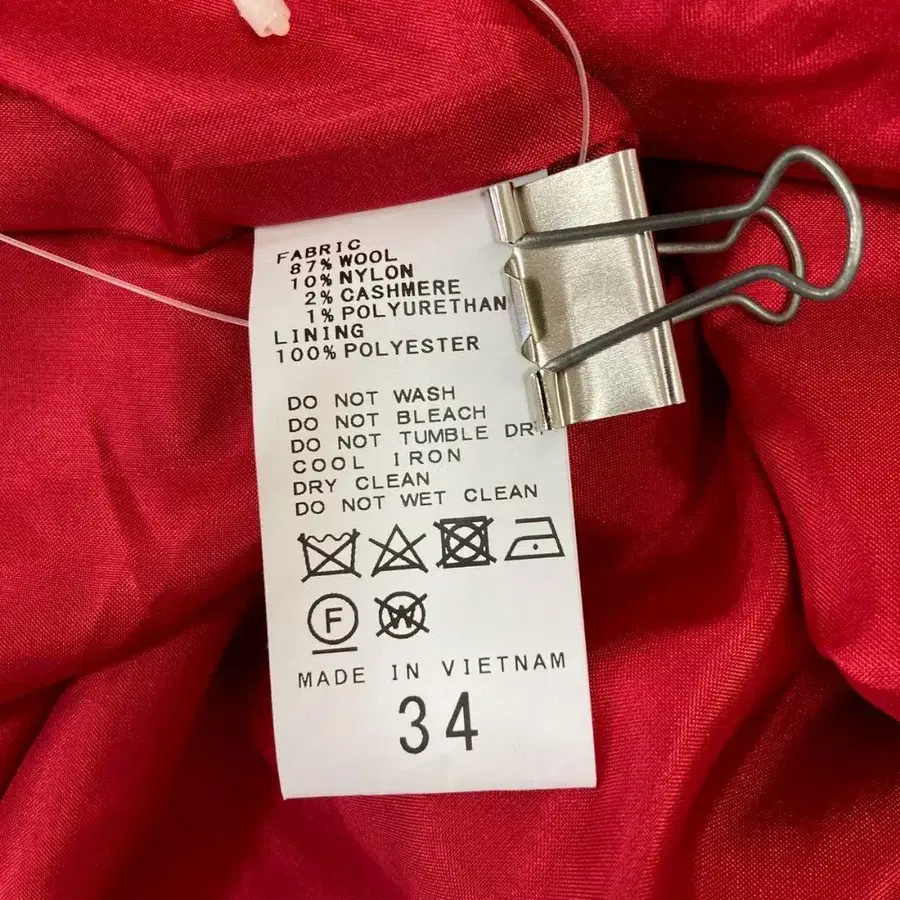 FABRIC
87% WOOL
10% NYLON
2% CASHMERE
1% POLYURETHAN
LINING
100% POLYESTER
DO NOT WASH
DO NOT BLEACH
DO NOT TUMBLE DRY
COOL IRON
DRY CLEAN
DO NOT WET CLEAN
F W
MADE IN VIETNAM
34